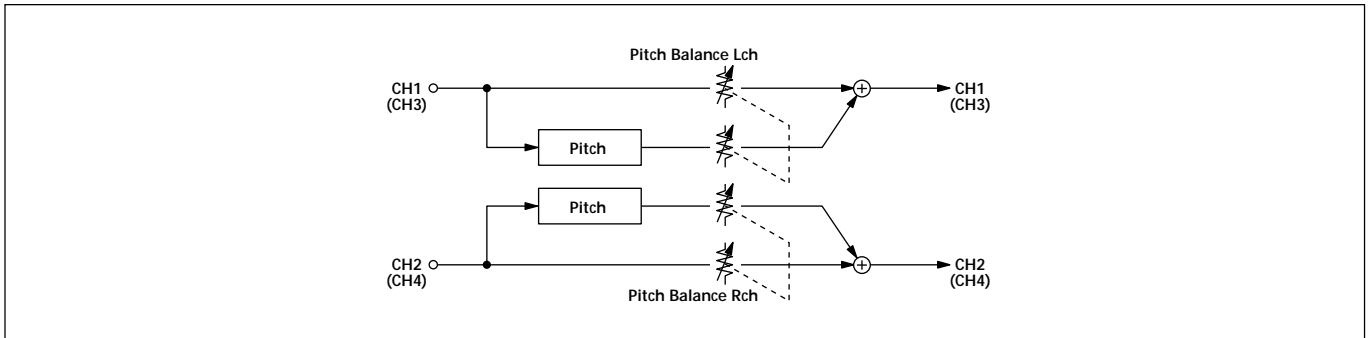 Pitch Balance Lch
CH1
(CH3)
CH1
(CH3)
Pitch
Pitch
CH2
(CH4)
CH2
(CH4)
Pitch Balance Rch